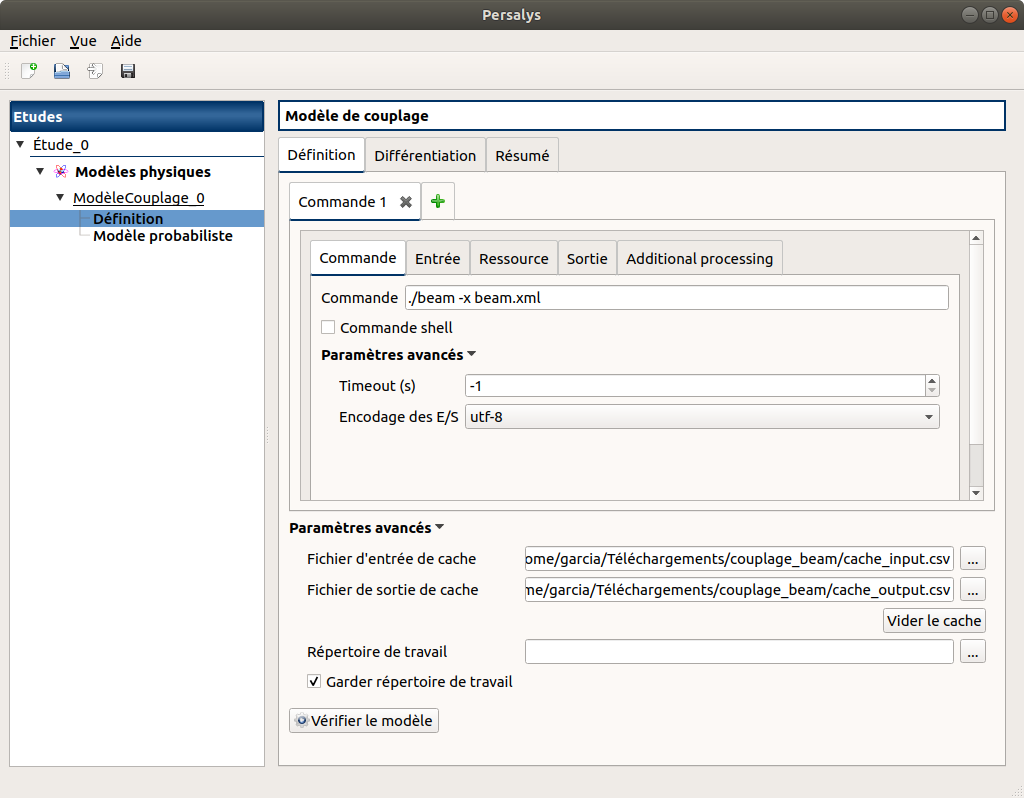 Persalys
Fichier Vue Aide
Etudes
Étude_0
Modèles physiques
ModèleCouplage_0
Définition
Modèle probabiliste
Modèle de couplage
Définition Différentiation Résumé
Commande 1
Commande Entrée Ressource Sortie Additional processing
Commande ./beam -x beam.xml
Commande shell
Paramètres avancés
Timeout (s) -1
Encodage des E/S utf-8
Paramètres avancés
Fichier d'entrée de cache ome/garcia/Téléchargements/couplage_beam/cache_input.csv ...
Fichier de sortie de cache me/garcia/Téléchargements/couplage_beam/cache_output.csv ...
Vider le cache
Répertoire de travail ...
Garder répertoire de travail
Vérifier le modèle